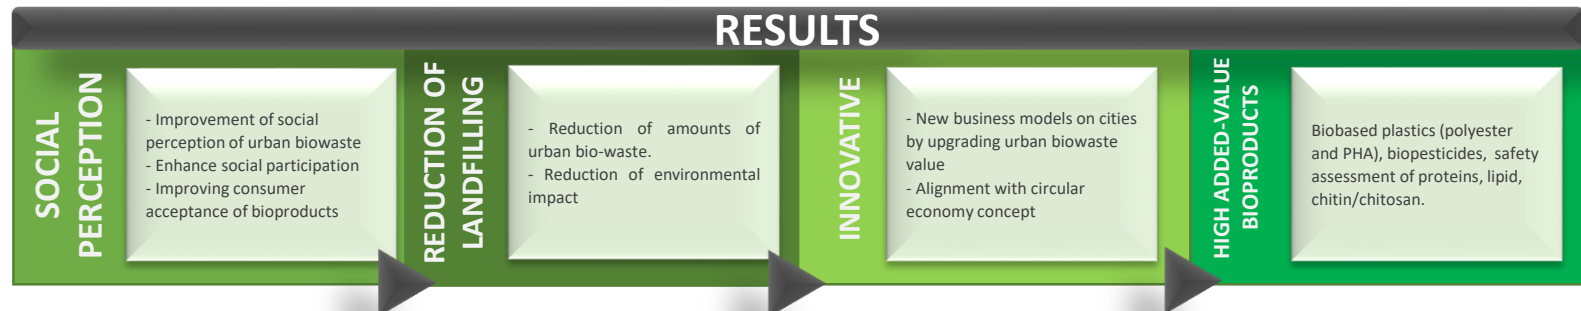 RESULTS
SOCIAL
PERCEPTION
- Improvement of social
perception of urban biowaste
- Enhance social participation
- Improving consumer
acceptance of bioproducts
REDUCTION OF
LANDFILLING
- Reduction of amounts of
urban bio-waste.
- Reduction of environmental
impact
INNOVATIVE
- New business models on cities
by upgrading urban biowaste
value
- Alignment with circular
economy concept
HIGH ADDED-VALUE
BIOPRODUCTS
Biobased plastics (polyester
and PHA), biopesticides, safety
assessment of proteins, lipid,
chitin/chitosan.